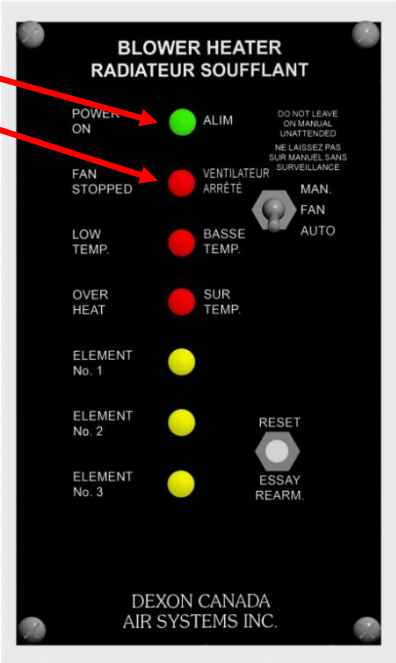 BLOWER HEATER
RADIATEUR SOUFFLANT
POWER
ON
ALIM
DO NOT LEAVE
ON MANUAL
UNATTENDED
NE LAISSEZ PAS
SUR MANUEL SANS
SURVEILLANCE
FAN
STOPPED
VENTILATEUR
ARRÊTÉ
MAN.
FAN
AUTO
LOW
TEMP.
BASSE
TEMP.
OVER
HEAT
SUR
TEMP.
ELEMENT
No. 1
ELEMENT
No. 2
RESET
ELEMENT
No. 3
ESSAY
REARM.
DEXON CANADA
AIR SYSTEMS INC.